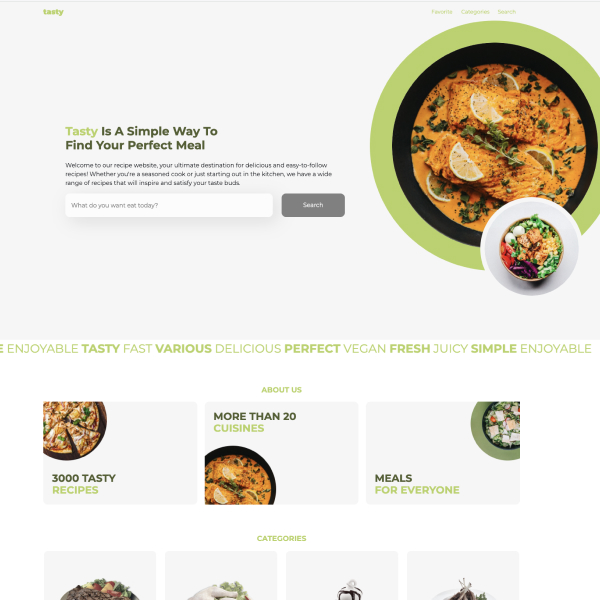 tasty
Favorite Categories Search
Tasty Is A Simple Way To
Find Your Perfect Meal
Welcome to our recipe website, your ultimate destination for delicious and easy-to-follow
recipes! Whether you're a seasoned cook or just starting out in the kitchen, we have a wide
range of recipes that will inspire and satisfy your taste buds.
What do you want eat today?
Search
E ENJOYABLE TASTY FAST VARIOUS DELICIOUS PERFECT VEGAN FRESH JUICY SIMPLE ENJOYABLE
ABOUT US
3000 TASTY
RECIPES
MORE THAN 20
CUISINES
MEALS
FOR EVERYONE
CATEGORIES